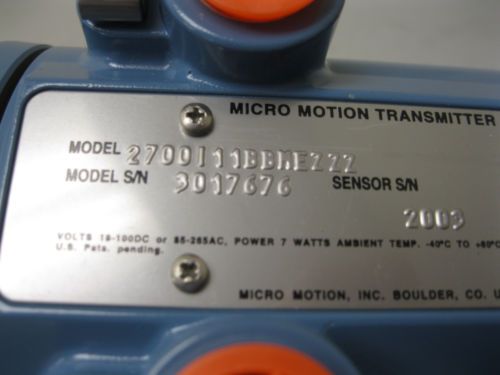 MICRO MOTION TRANSMITTER
MODEL 2700I11BBMEZZZ
MODEL S/N 3017676 SENSOR S/N
2003
VOLTS 18-100DC or 85-265AC, POWER 7 WATTS AMBIENT TEMP. -40°C TO +60°C
U.S. Pats. pending.
MICRO MOTION, INC. BOULDER, CO. U